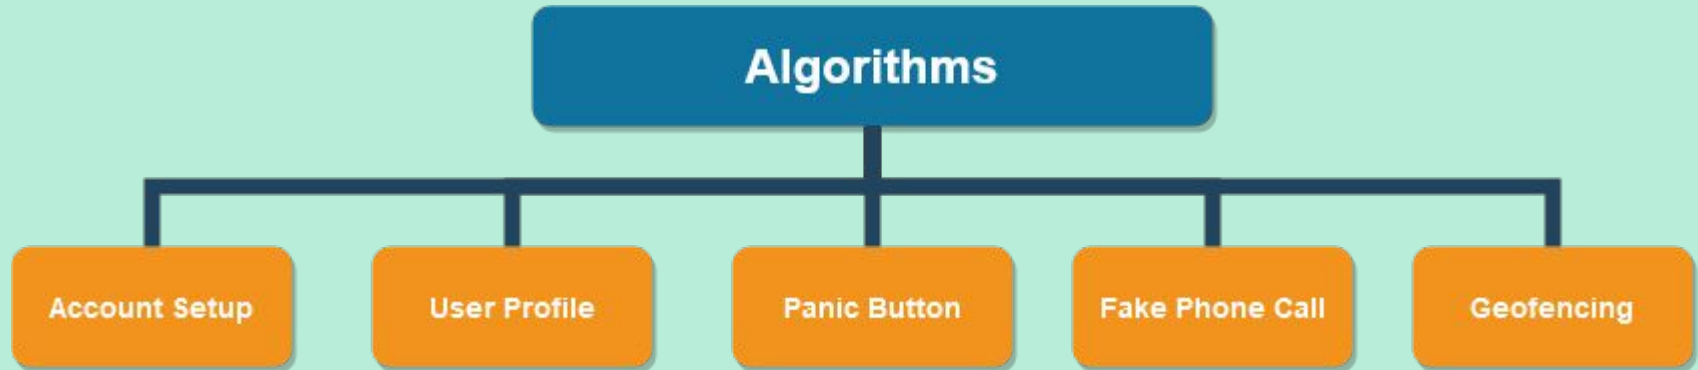 Algorithms
Account Setup
User Profile
Panic Button
Fake Phone Call
Geofencing